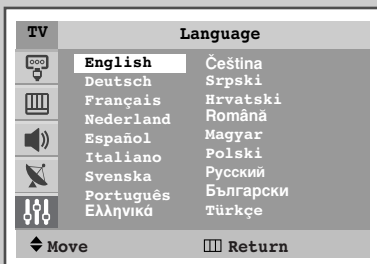 TV Language
English
Deutsch
Français
Nederland
Español
Italiano
Svenska
Português
Ελληνικά
Čeština
Srpski
Hrvatski
Română
Magyar
Polski
Русский
Български
Türkçe
Move Return